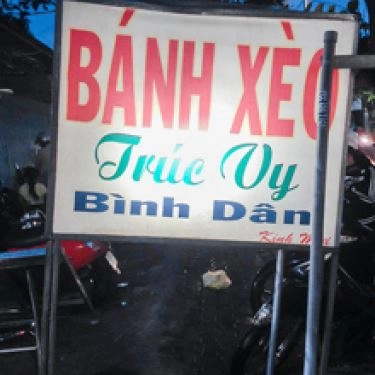 BÁNH XÈO
Trúc Vy
Bình Dân
Kính Mời